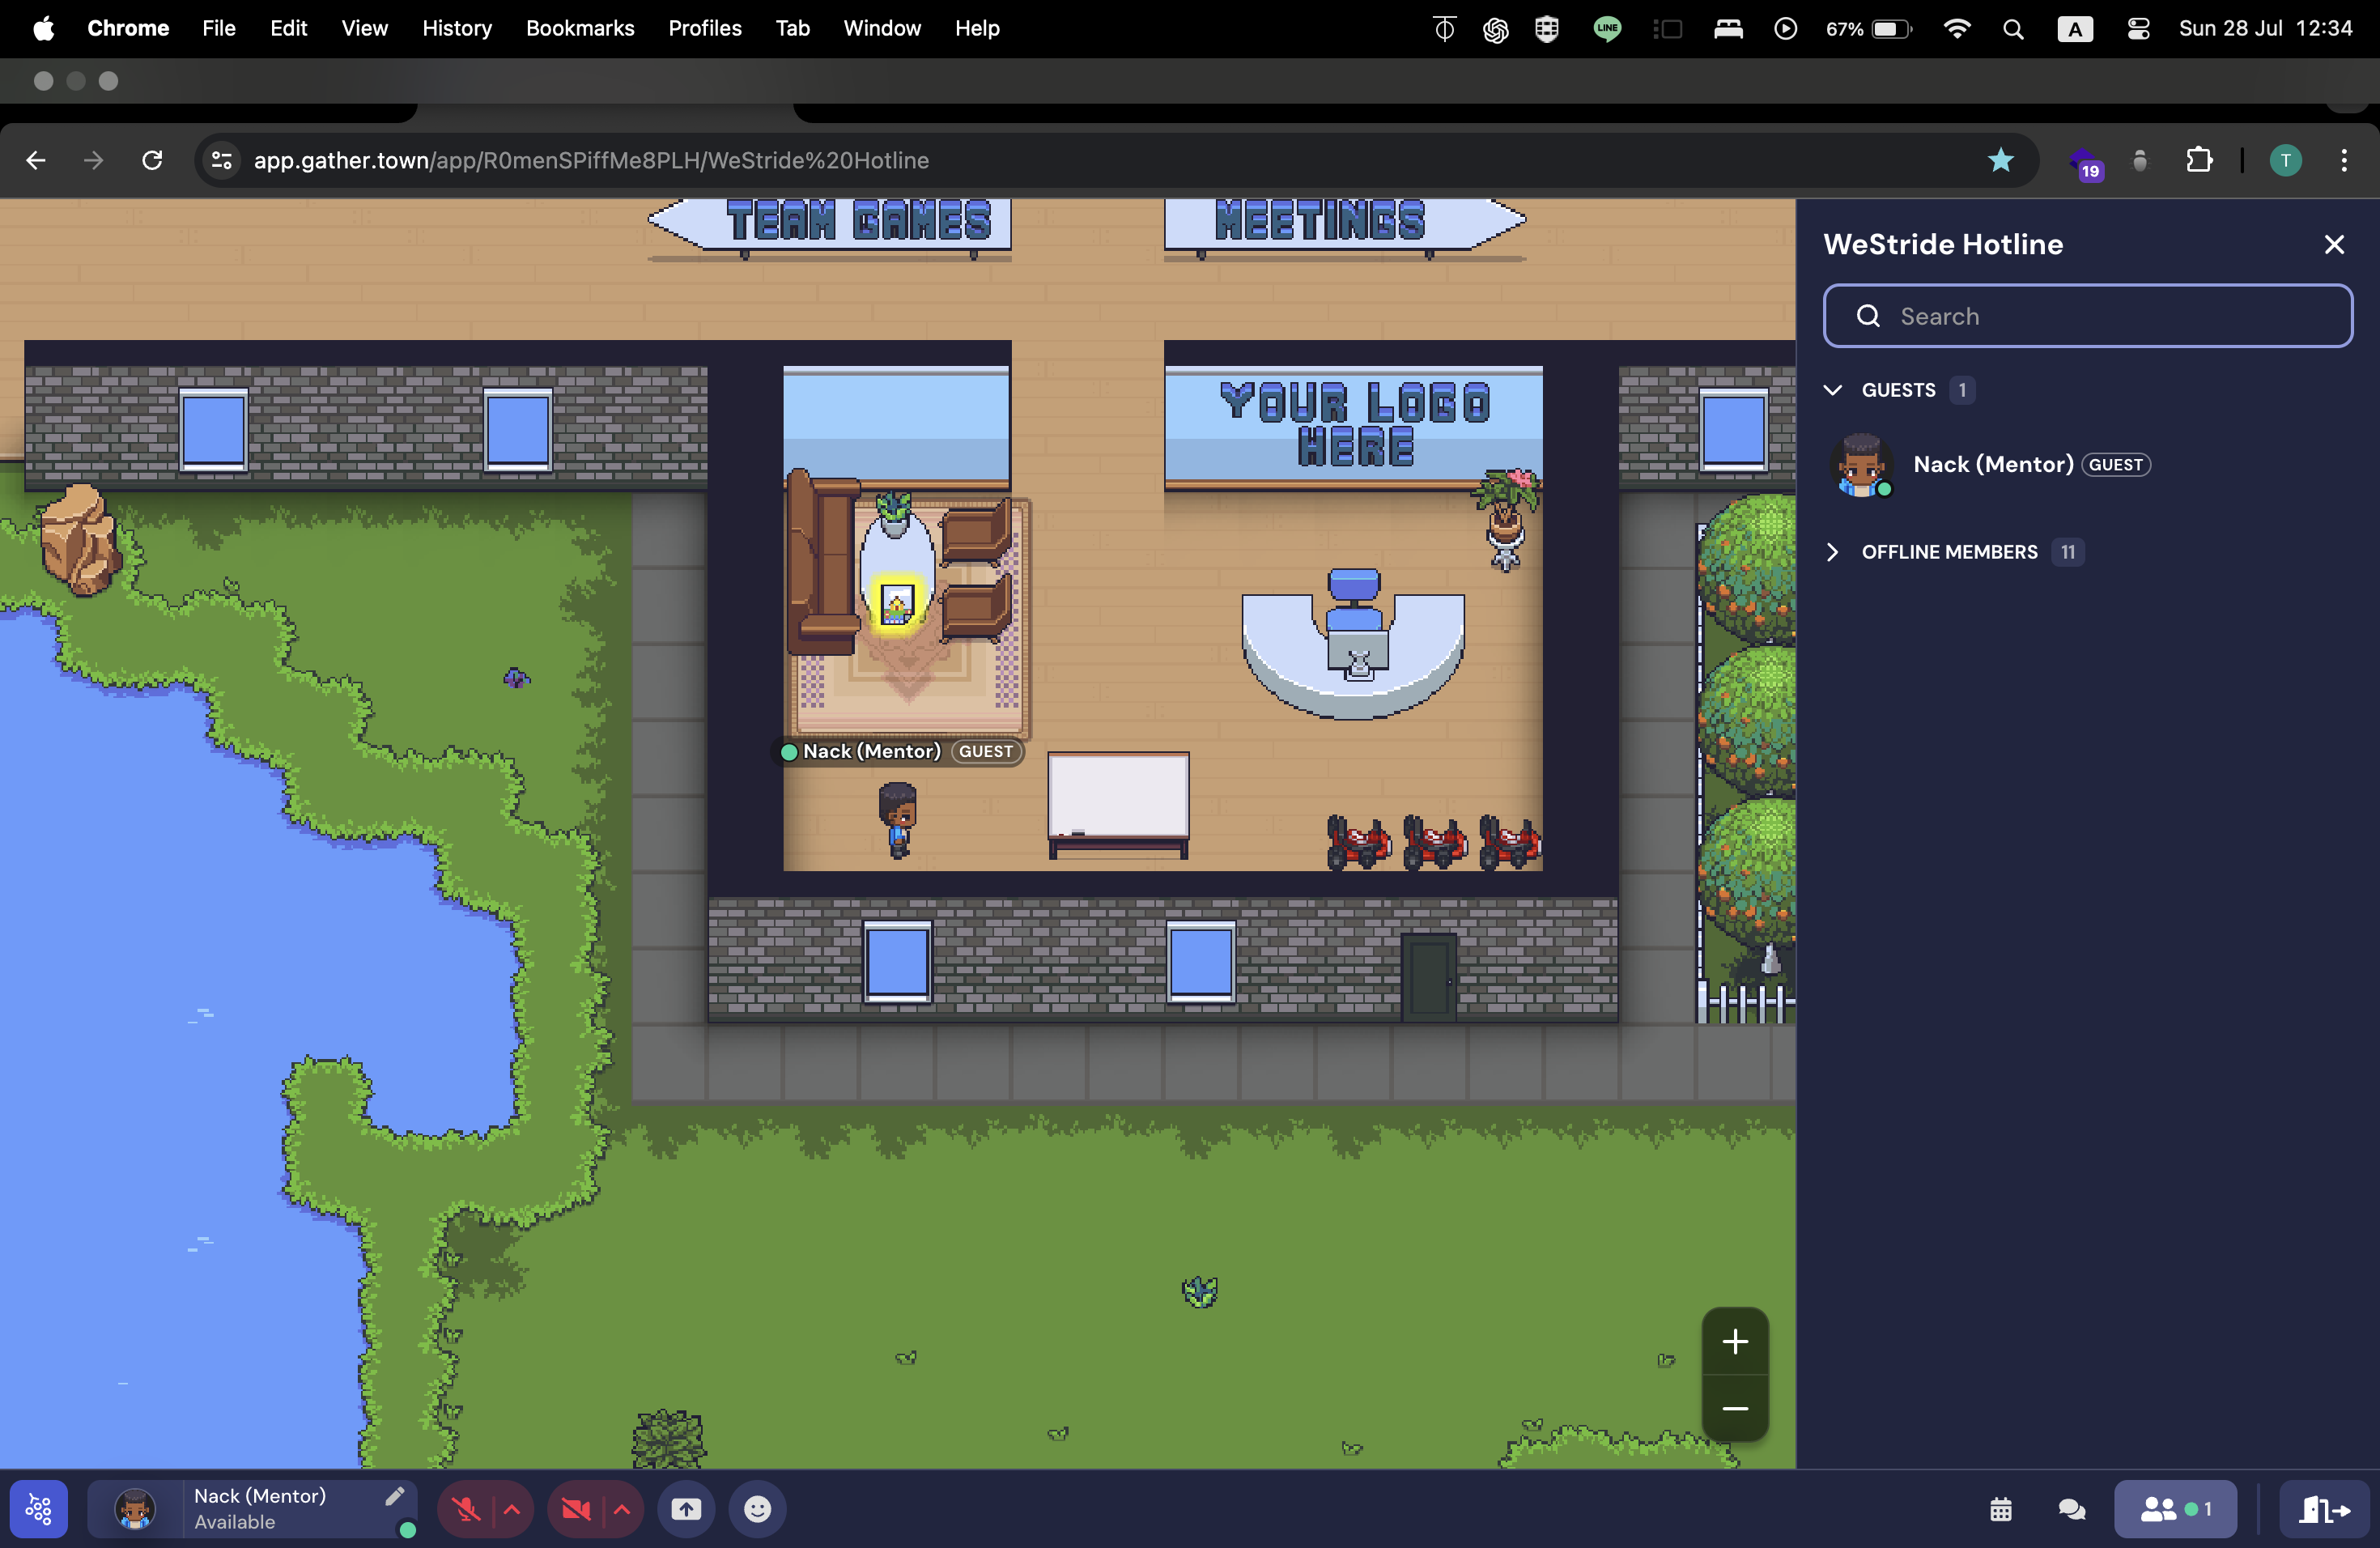 Chrome File Edit View History Bookmarks Profiles Tab Window Help LINE 67% A Sun 28 Jul 12:34
app.gather.town/app/R0menSPiffMe8PLH/WeStride%20Hotline 19 T
TEAM GAMES
MEETINGS
YOUR LOGO
HERE
Nack (Mentor) GUEST
WeStride Hotline
Search
GUESTS 1
Nack (Mentor) GUEST
OFFLINE MEMBERS 11
Nack (Mentor)
Available
1